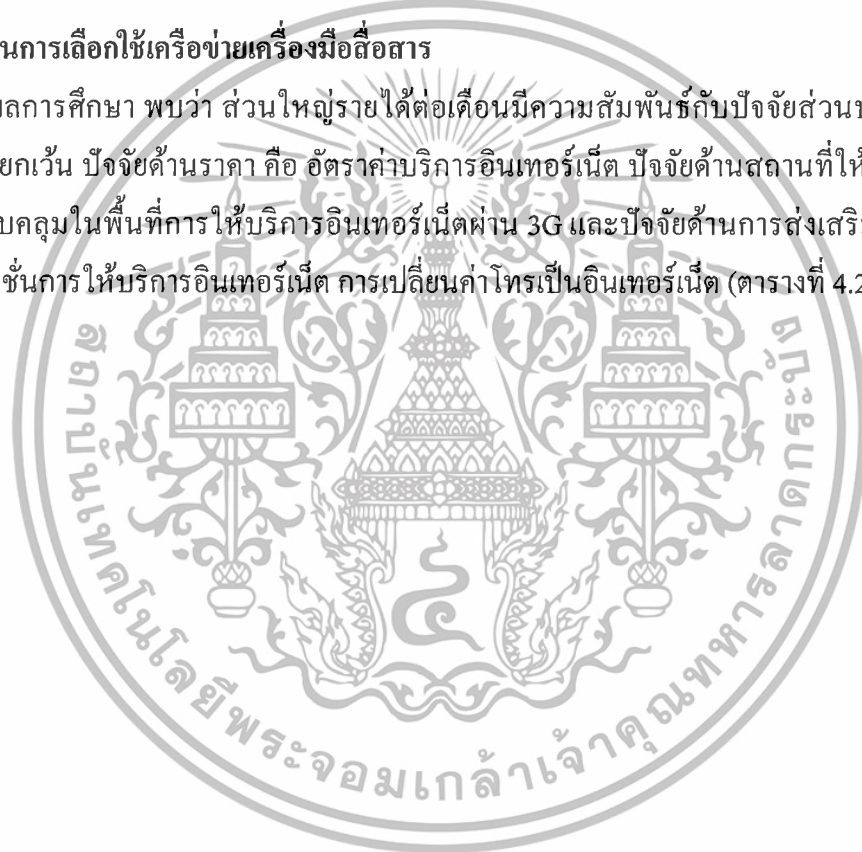 นการเลือกใช้เครือข่ายเครื่องมือสื่อสาร
ลการศึกษา พบว่า ส่วนใหญ่รายได้ต่อเดือนมีความสัมพันธ์กับปัจจัยส่วนป
ยกเว้น ปัจจัยด้านราคา คือ อัตราค่าบริการอินเทอร์เน็ต ปัจจัยด้านสถานที่ให้
บคลุมในพื้นที่การให้บริการอินเทอร์เน็ตผ่าน 3G และปัจจัยด้านการส่งเสริ
ชั่นการให้บริการอินเทอร์เน็ต การเปลี่ยนค่าโทรเป็นอินเทอร์เน็ต (ตารางที่ 4.2
สถาบันเทคโนโลยีพระจอมเกล้าเจ้าคุณทหารลาดกระบัง